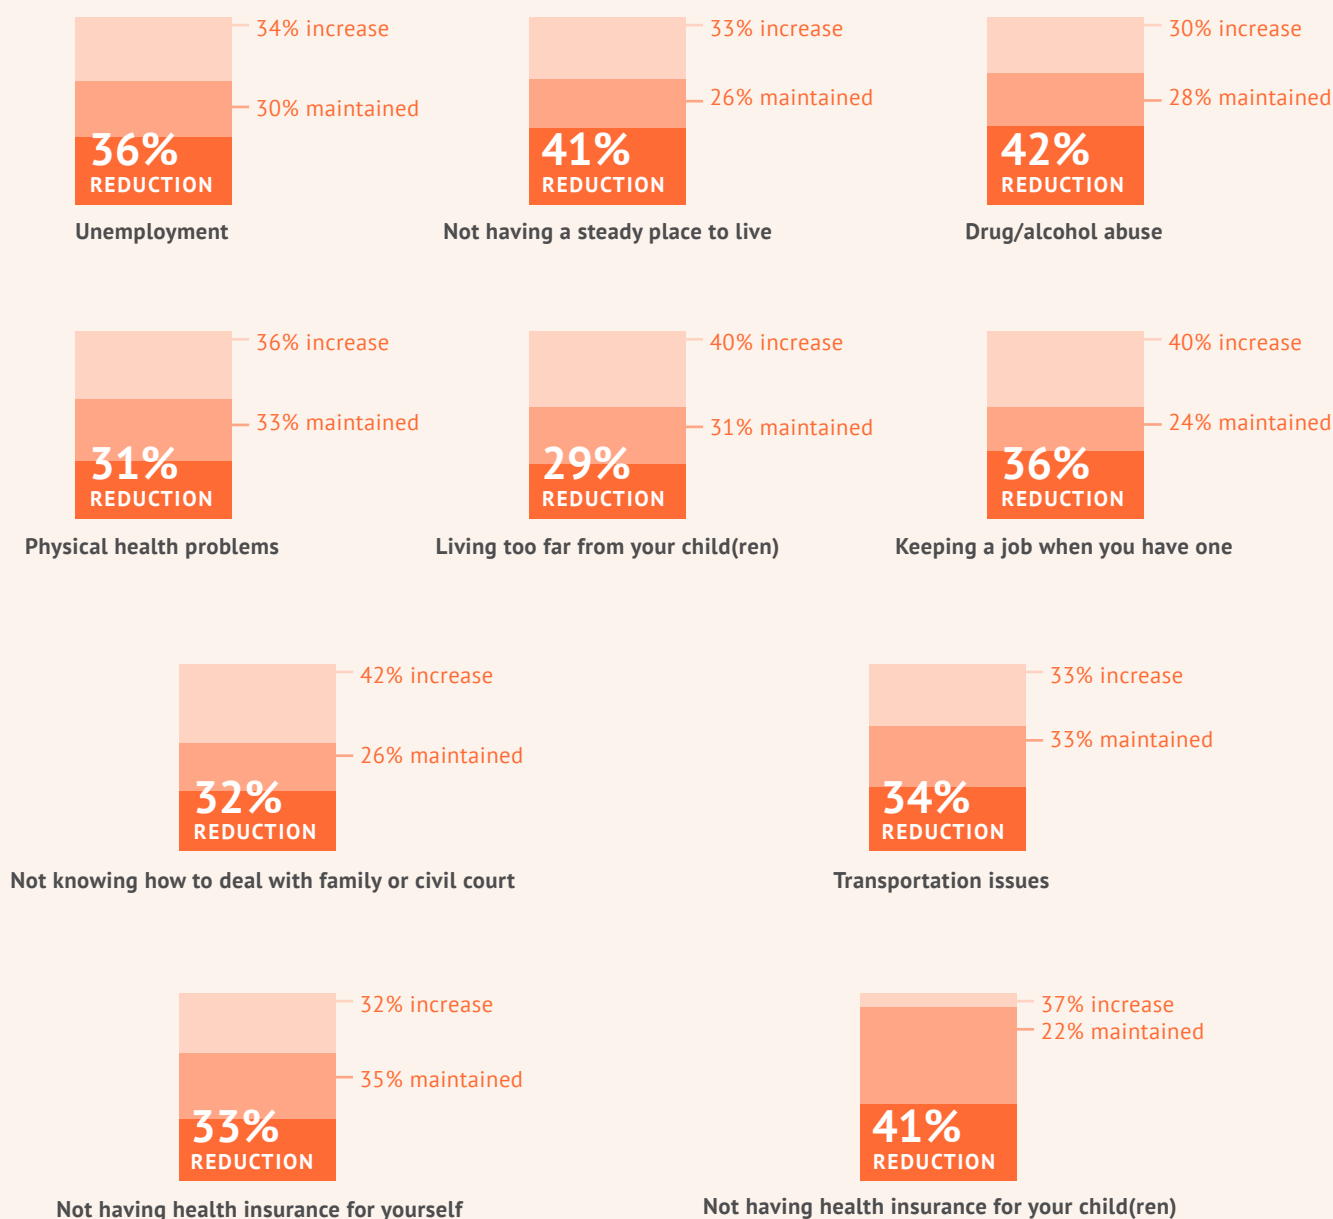 34% increase
30% maintained
36%
REDUCTION
Unemployment
33% increase
26% maintained
41%
REDUCTION
Not having a steady place to live
30% increase
28% maintained
42%
REDUCTION
Drug/alcohol abuse
36% increase
33% maintained
31%
REDUCTION
Physical health problems
40% increase
31% maintained
29%
REDUCTION
Living too far from your child(ren)
40% increase
24% maintained
36%
REDUCTION
Keeping a job when you have one
42% increase
26% maintained
32%
REDUCTION
Not knowing how to deal with family or civil court
33% increase
33% maintained
34%
REDUCTION
Transportation issues
32% increase
35% maintained
33%
REDUCTION
Not having health insurance for yourself
37% increase
22% maintained
41%
REDUCTION
Not having health insurance for your child(ren)